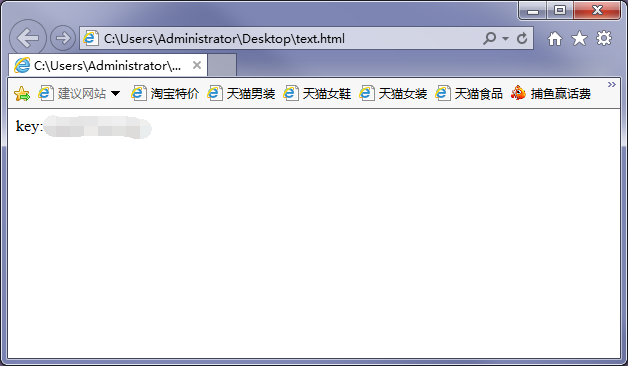 C:\Users\Administrator\Desktop\text.html
C:\Users\Administrator\...
建议网站 淘宝特价 天猫男装 天猫女鞋 天猫女装 天猫食品 捕鱼赢话费
key: